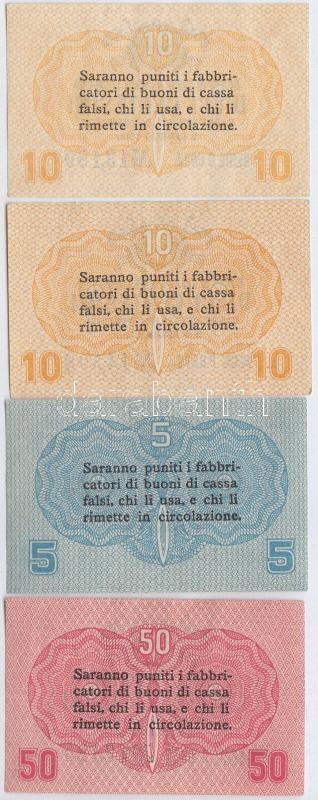 10
Saranno puniti i fabbri-
catori di buoni di cassa
falsi, chi li usa, e chi li
rimette in circolazione.
10 10
10
Saranno puniti i fabbri-
catori di buoni di cassa
falsi, chi li usa, e chi li
rimette in circolazione.
10 10
darabanth
5
Saranno puniti i fabbri-
catori di buoni di cassa
falsi, chi li usa, e chi li
rimette in circolazione.
5 5
50
Saranno puniti i fabbri-
catori di buoni di cassa
falsi, chi li usa, e chi li
rimette in circolazione.
50 50